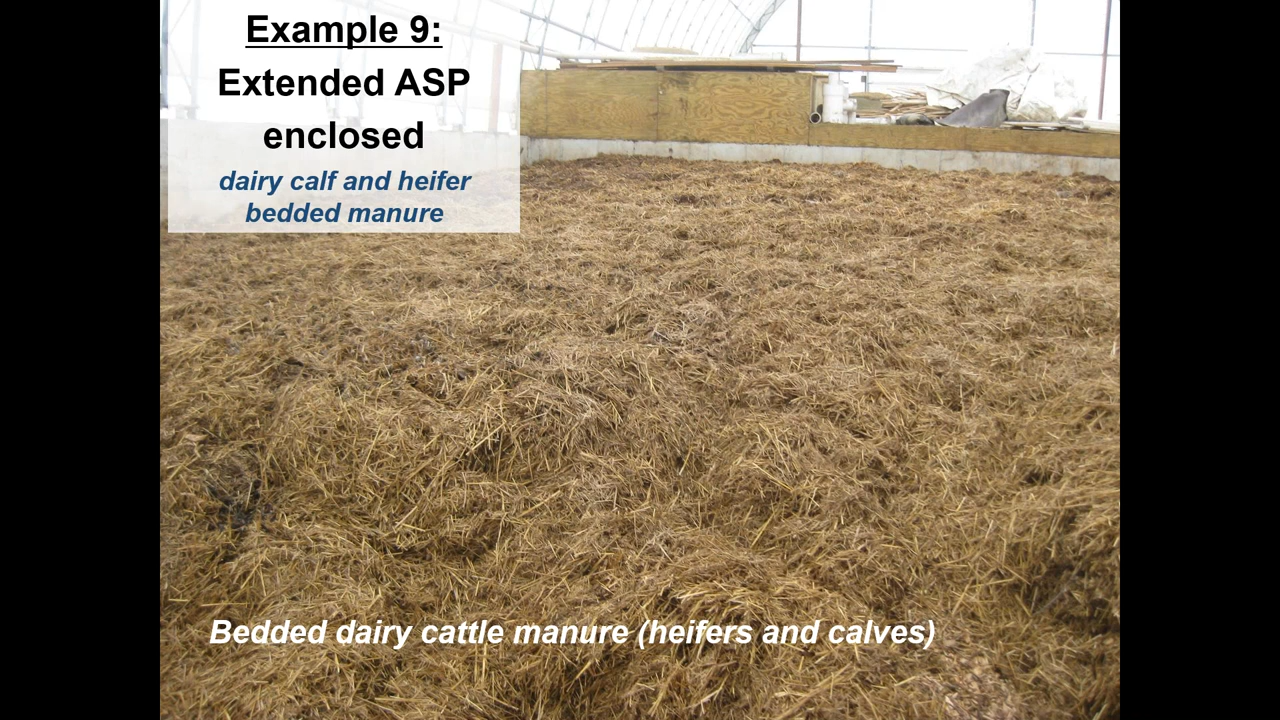 Example 9:
Extended ASP
enclosed
dairy calf and heifer
bedded manure
Bedded dairy cattle manure (heifers and calves)